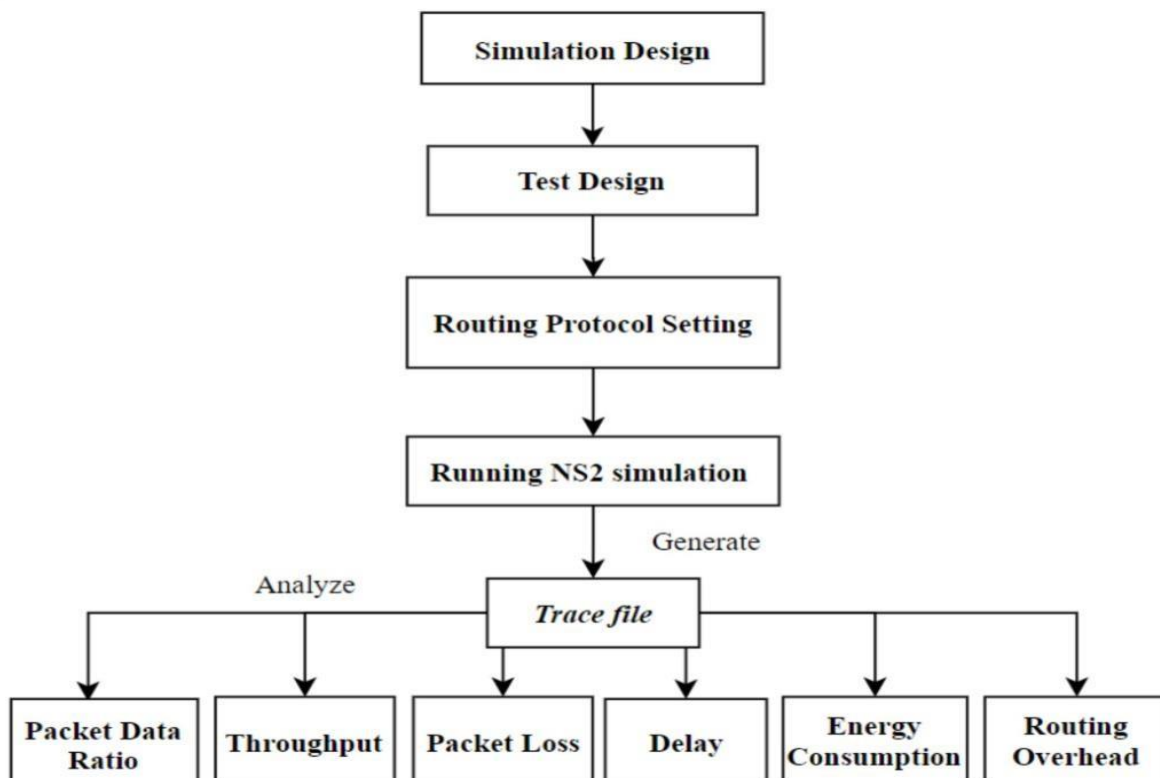 Simulation Design
Test Design
Routing Protocol Setting
Running NS2 simulation
Generate
Analyze
Trace file
Packet Data
Ratio
Throughput
Packet Loss
Delay
Energy
Consumption
Routing
Overhead